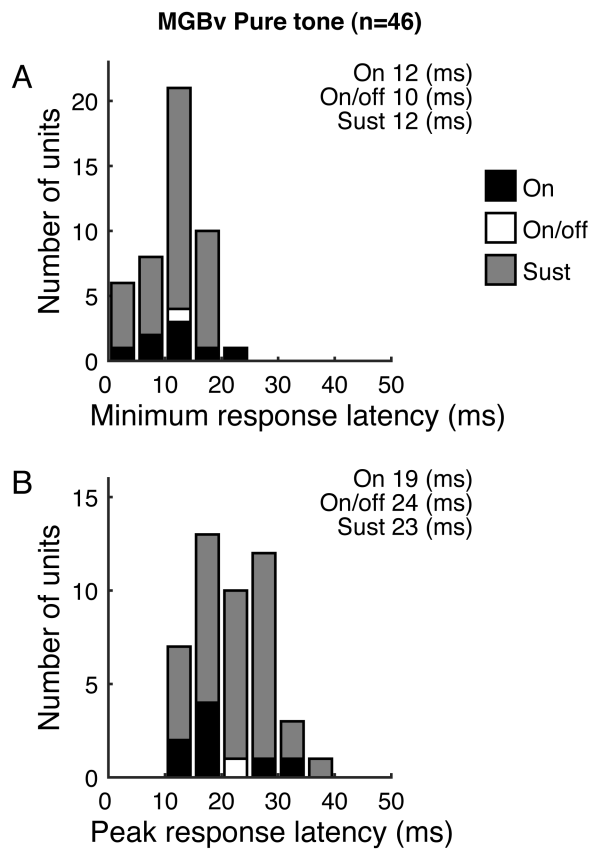 MGBv Pure tone (n=46)
A
On 12 (ms)
On/off 10 (ms)
Sust 12 (ms)
Number of units
20
15
10
5
0
0 10 20 30 40 50
Minimum response latency (ms)
On
On/off
Sust
B
On 19 (ms)
On/off 24 (ms)
Sust 23 (ms)
Number of units
15
10
5
0
0 10 20 30 40 50
Peak response latency (ms)